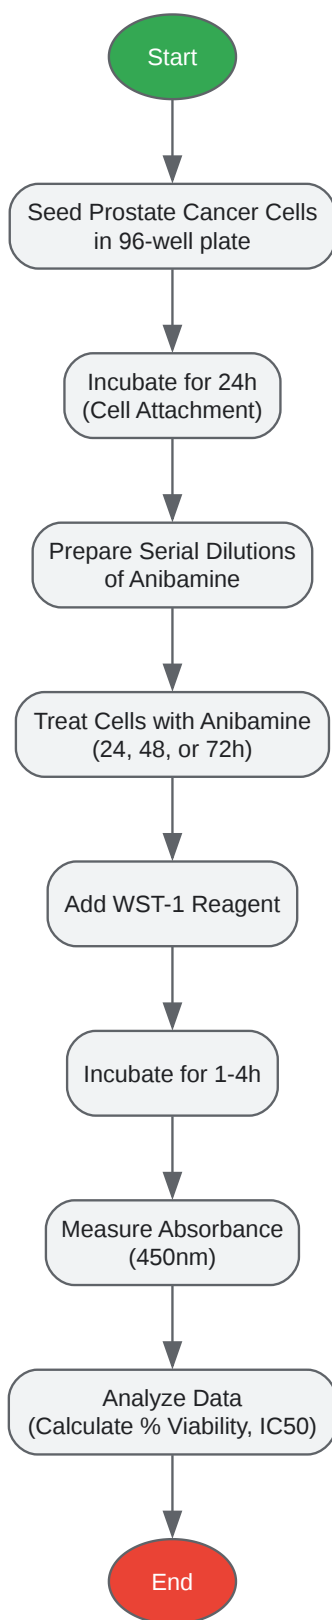 Start
Seed Prostate Cancer Cells
in 96-well plate
Incubate for 24h
(Cell Attachment)
Prepare Serial Dilutions
of Anibamine
Treat Cells with Anibamine
(24, 48, or 72h)
Add WST-1 Reagent
Incubate for 1-4h
Measure Absorbance
(450nm)
Analyze Data
(Calculate % Viability, IC50)
End